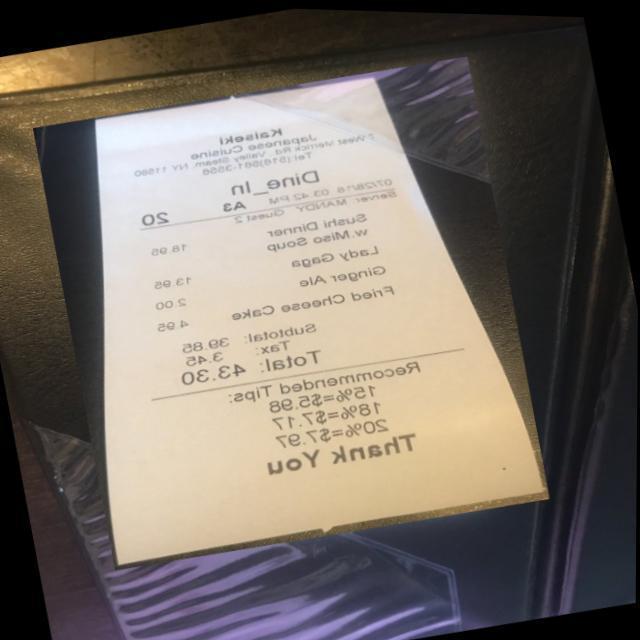 Kaiseki
Japanese Cuisine
7 West Merrick Rd. Valley Steam, NY 11580
Tel:(516)561-3566
Dine_In
07/28/18 03:42 PM A3 20
Server: MANDY Guest 2
Sushi Dinner 18.95
w.Miso Soup
Lady Gaga 13.95
Ginger Ale 2.00
Fried Cheese Cake 4.95
Subtotal: 39.85
Tax: 3.45
Total: 43.30
Recommended Tips:
15%=$5.98
18%=$7.17
20%=$7.97
Thank You